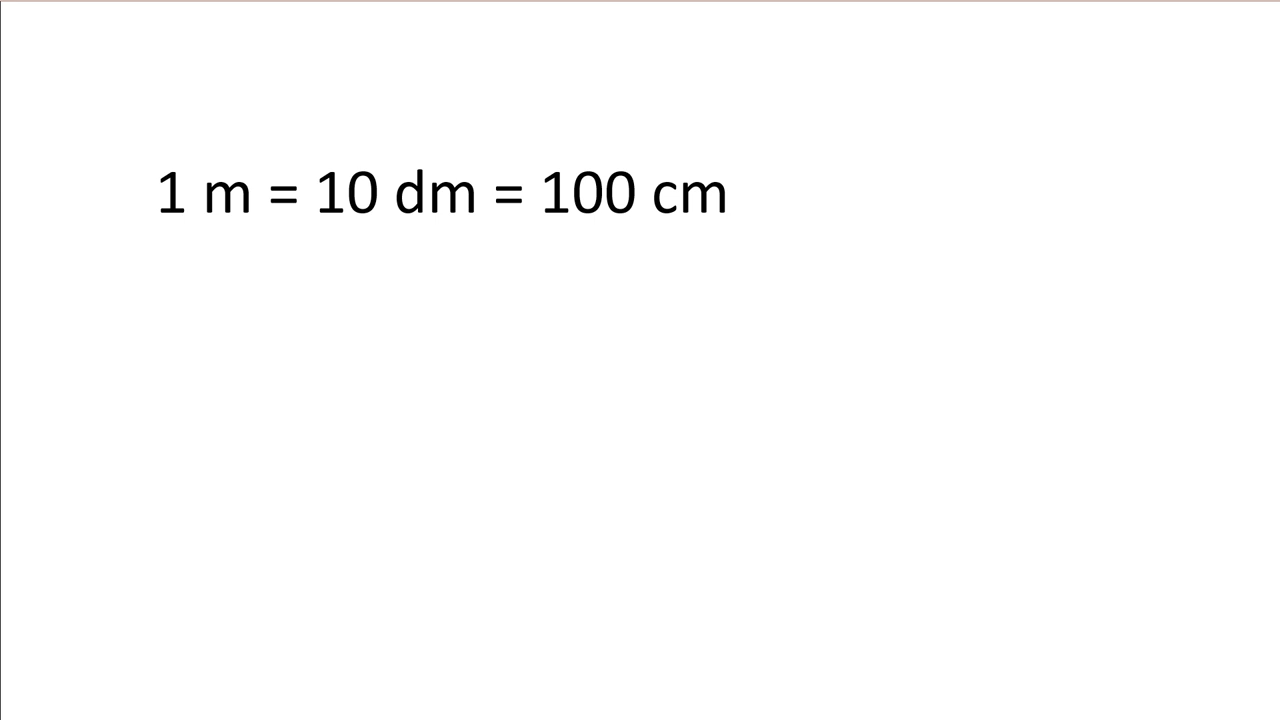 1 m = 10 dm = 100 cm